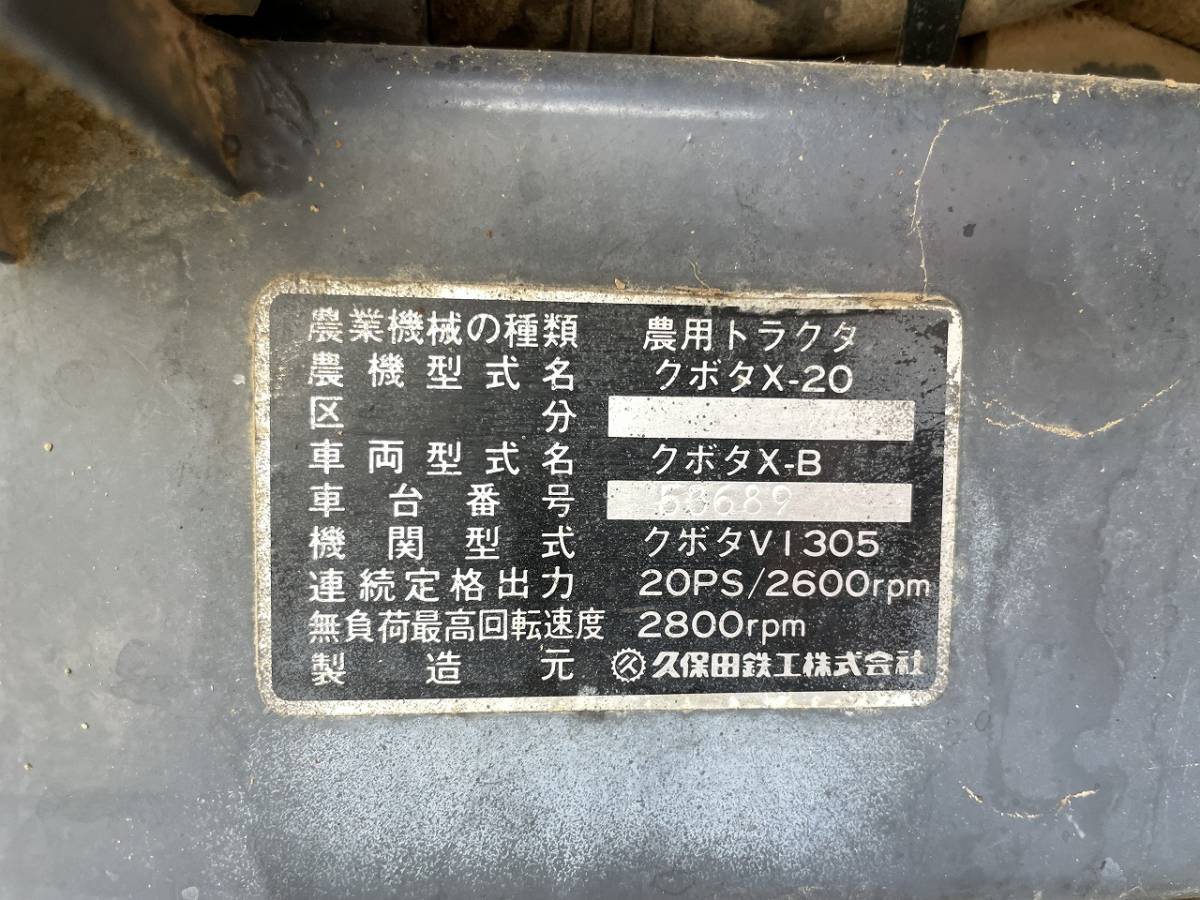 農業機械の種類 農用トラクタ
農機型式名 クボタX-20
区分
車両型式名 クボタX-B
車台番号 58689
機関型式 クボタV1305
連続定格出力 20PS/2600rpm
無負荷最高回転速度 2800rpm
製造元 久保田鉄工株式会社